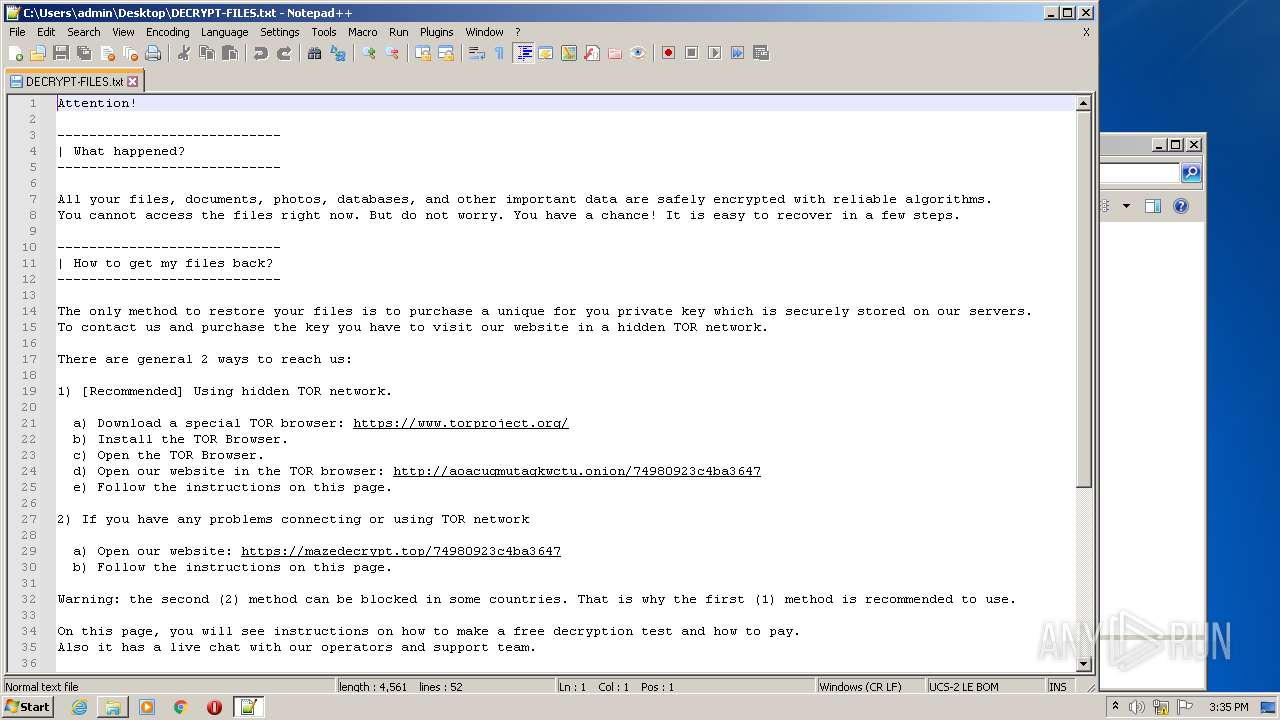 C:\Users\admin\Desktop\DECRYPT-FILES.txt - Notepad++
File Edit Search View Encoding Language Settings Tools Macro Run Plugins Window ? X
DECRYPT-FILES.txt
1 Attention!
2
3 ----------------------------
4 | What happened?
5 ----------------------------
6
7 All your files, documents, photos, databases, and other important data are safely encrypted with reliable algorithms.
8 You cannot access the files right now. But do not worry. You have a chance! It is easy to recover in a few steps.
9
10 ----------------------------
11 | How to get my files back?
12 ----------------------------
13
14 The only method to restore your files is to purchase a unique for you private key which is securely stored on our servers.
15 To contact us and purchase the key you have to visit our website in a hidden TOR network.
16
17 There are general 2 ways to reach us:
18
19 1) [Recommended] Using hidden TOR network.
20
21 a) Download a special TOR browser: https://www.torproject.org/
22 b) Install the TOR Browser.
23 c) Open the TOR Browser.
24 d) Open our website in the TOR browser: http://aoacugmutagkwctu.onion/74980923c4ba3647
25 e) Follow the instructions on this page.
26
27 2) If you have any problems connecting or using TOR network
28
29 a) Open our website: https://mazedecrypt.top/74980923c4ba3647
30 b) Follow the instructions on this page.
31
32 Warning: the second (2) method can be blocked in some countries. That is why the first (1) method is recommended to use.
33
34 On this page, you will see instructions on how to make a free decryption test and how to pay.
35 Also it has a live chat with our operators and support team.
36
ANY RUN
Normal text file length : 4,561 lines : 52 Ln : 1 Col : 1 Pos : 1 Windows (CR LF) UCS-2 LE BOM INS
Start 3:35 PM